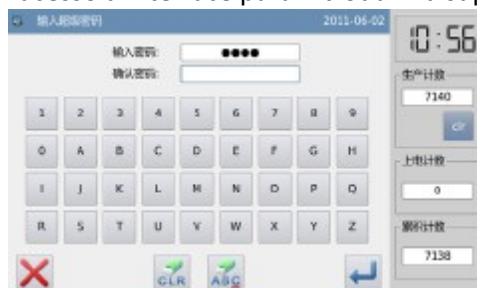 输入超级密码 2011-06-02
输入密码: ●●●●
确认密码:
1 2 3 4 5 6 7 8 9
0 A B C D E F G H
I J K L M N O P Q
R S T U V W X Y Z
CLR ABC
10:56
生产计数
7140
clr
上电计数
0
累积计数
7138